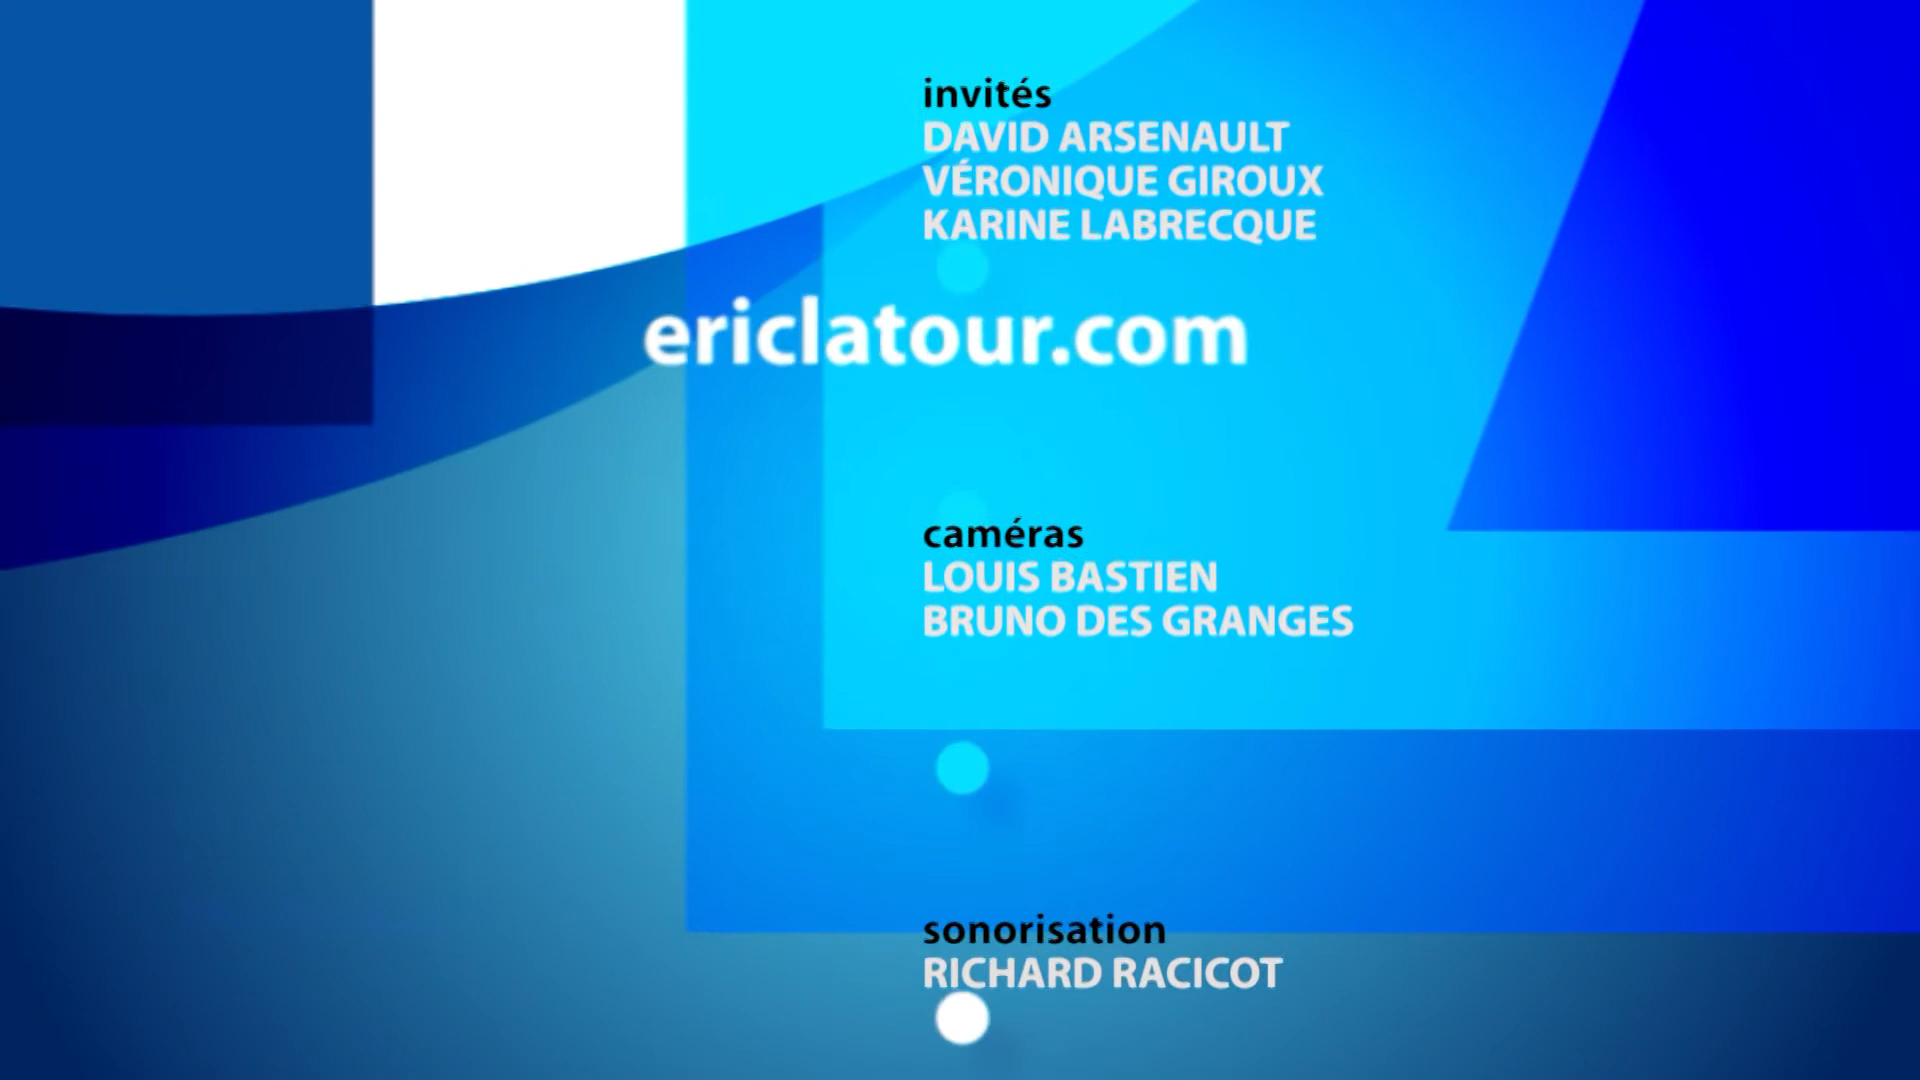 invités
DAVID ARSENAULT
VÉRONIQUE GIROUX
KARINE LABRECQUE
ericlatour.com
caméras
LOUIS BASTIEN
BRUNO DES GRANGES
sonorisation
RICHARD RACICOT